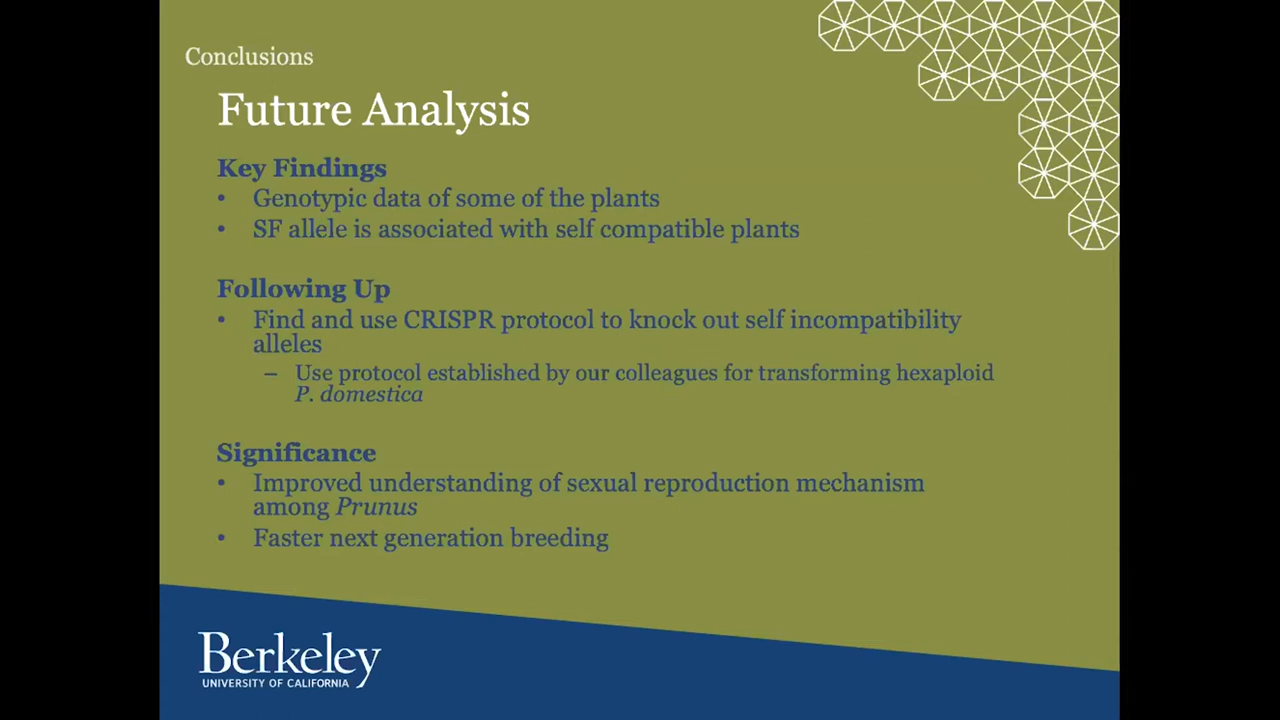 Conclusions
Future Analysis
Key Findings
• Genotypic data of some of the plants
• SF allele is associated with self compatible plants
Following Up
• Find and use CRISPR protocol to knock out self incompatibility
alleles
– Use protocol established by our colleagues for transforming hexaploid
P. domestica
Significance
• Improved understanding of sexual reproduction mechanism
among Prunus
• Faster next generation breeding
Berkeley
UNIVERSITY OF CALIFORNIA